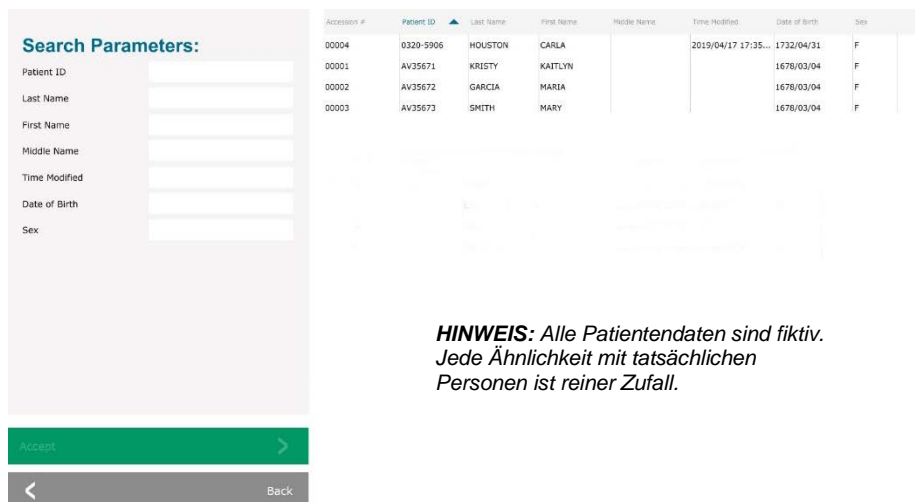 Search Parameters:
Patient ID
Last Name
First Name
Middle Name
Time Modified
Date of Birth
Sex
Accept
Back
Accession # Patient ID Last Name First Name Middle Name Time Modified Date of Birth Sex
00004 0320-5906 HOUSTON CARLA 2019/04/17 17:35... 1732/04/31 F
00001 AV35671 KRISTY KAITLYN 1678/03/04 F
00002 AV35672 GARCIA MARIA 1678/03/04 F
00003 AV35673 SMITH MARY 1678/03/04 F
HINWEIS: Alle Patientendaten sind fiktiv.
Jede Ähnlichkeit mit tatsächlichen
Personen ist reiner Zufall.